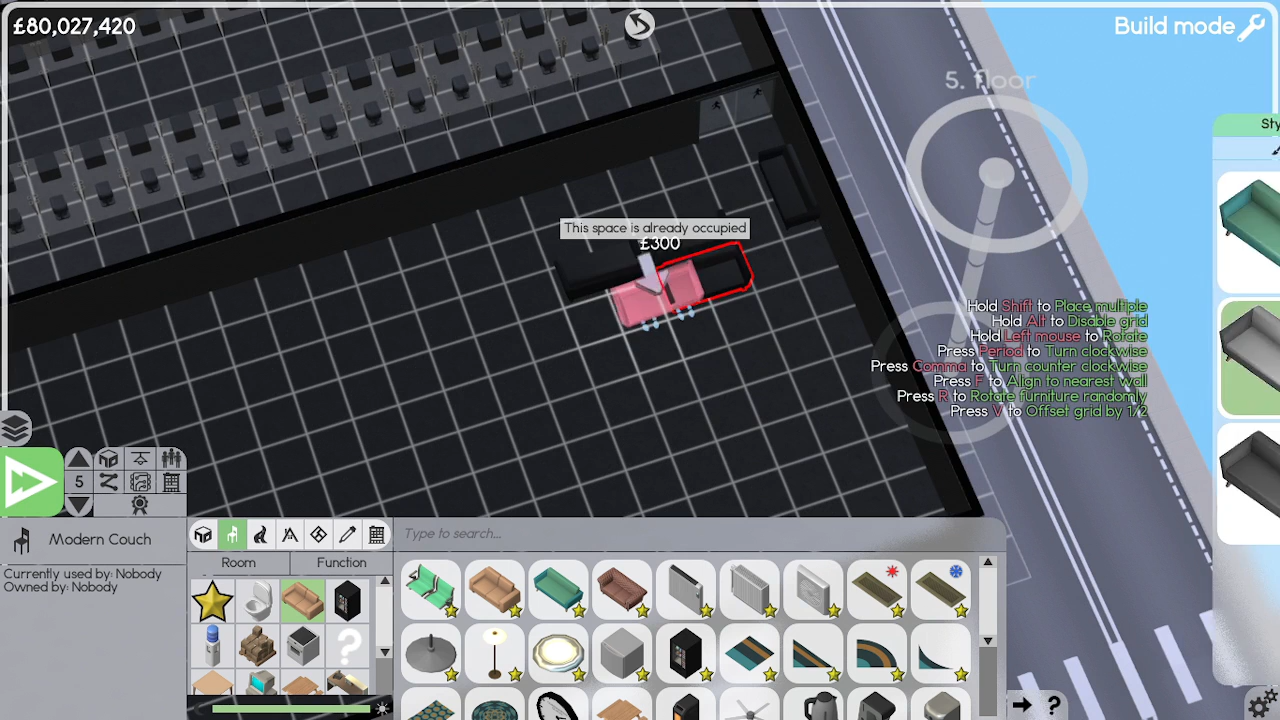 £80,027,420
Build mode
5. floor
Sty
This space is already occupied
£300
Hold Shift to Place multiple
Hold Alt to Disable grid
Hold Left mouse to Rotate
Press Period to Turn clockwise
Press Comma to Turn counter clockwise
Press F to Align to nearest wall
Press R to Rotate furniture randomly
Press V to Offset grid by 1/2
5
Modern Couch
Currently used by: Nobody
Owned by: Nobody
Room
Function
Type to search...
?
?